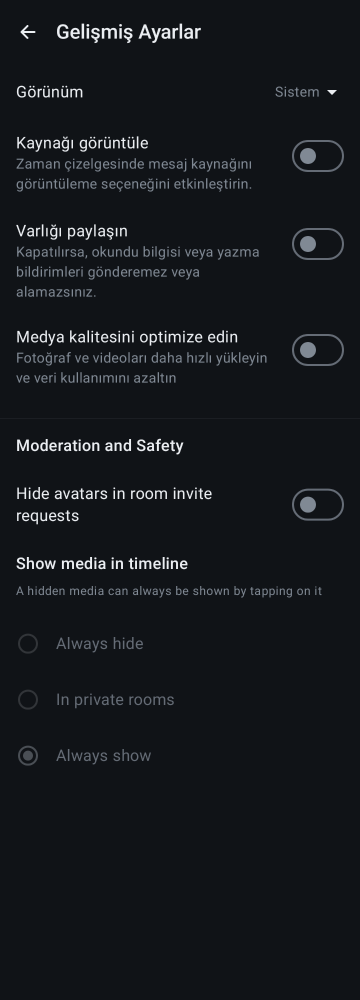 Gelişmiş Ayarlar
Görünüm
Sistem
Kaynağı görüntüle
Zaman çizelgesinde mesaj kaynağını
görüntüleme seçeneğini etkinleştirin.
Varlığı paylaşın
Kapatılırsa, okundu bilgisi veya yazma
bildirimleri gönderemez veya
alamazsınız.
Medya kalitesini optimize edin
Fotoğraf ve videoları daha hızlı yükleyin
ve veri kullanımını azaltın
Moderation and Safety
Hide avatars in room invite
requests
Show media in timeline
A hidden media can always be shown by tapping on it
Always hide
In private rooms
Always show